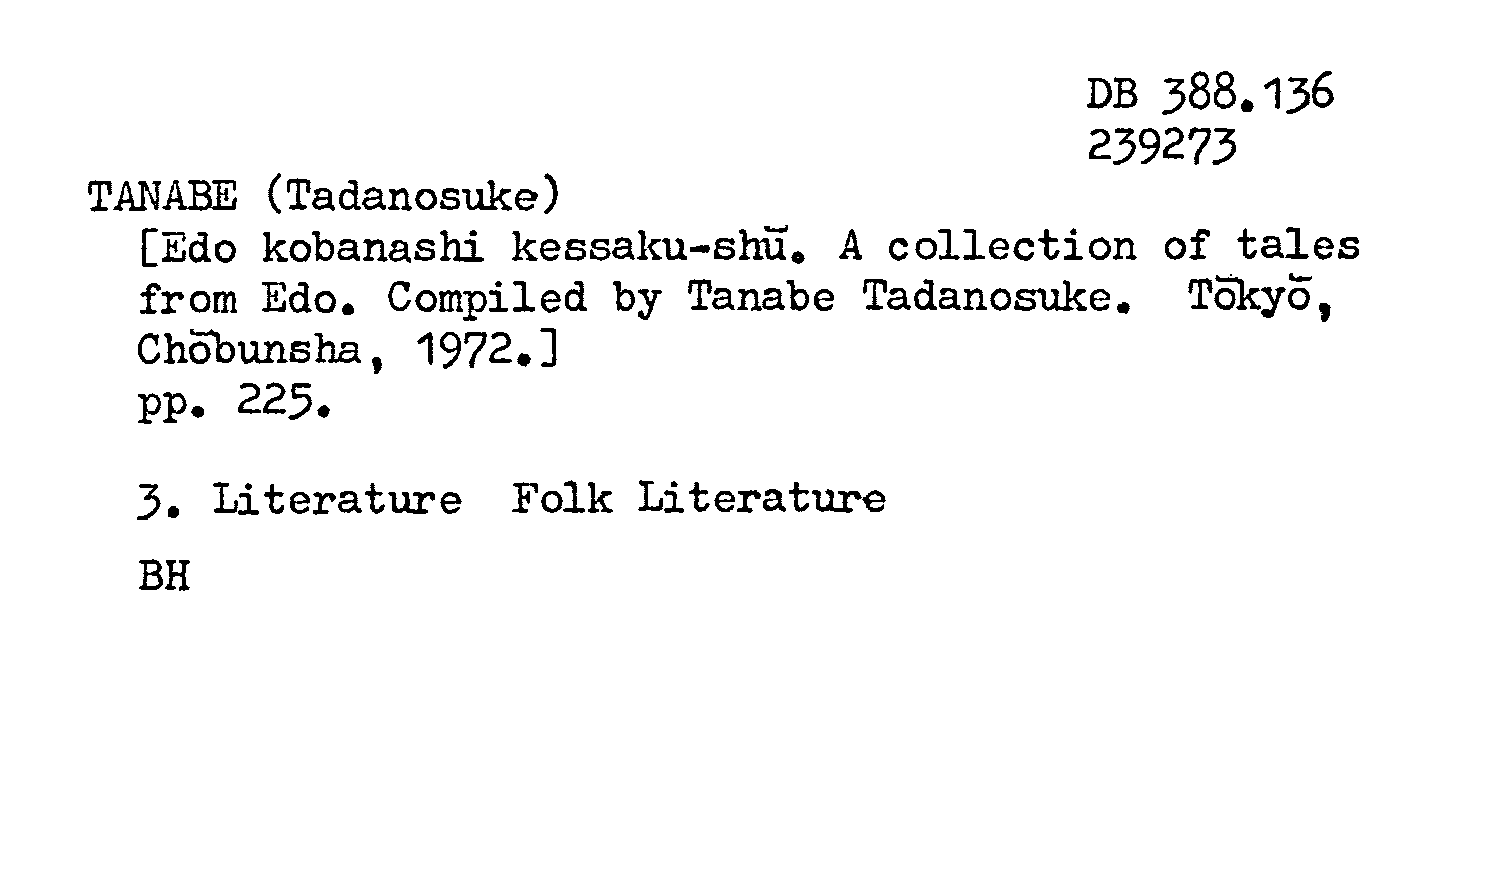 DB 388.136
239273
TANABE (Tadanosuke)
[Edo kobanashi kessaku-shū. A collection of tales
from Edo. Compiled by Tanabe Tadanosuke. Tōkyō,
Chōbunsha, 1972.]
pp. 225.
3. Literature Folk Literature
BH